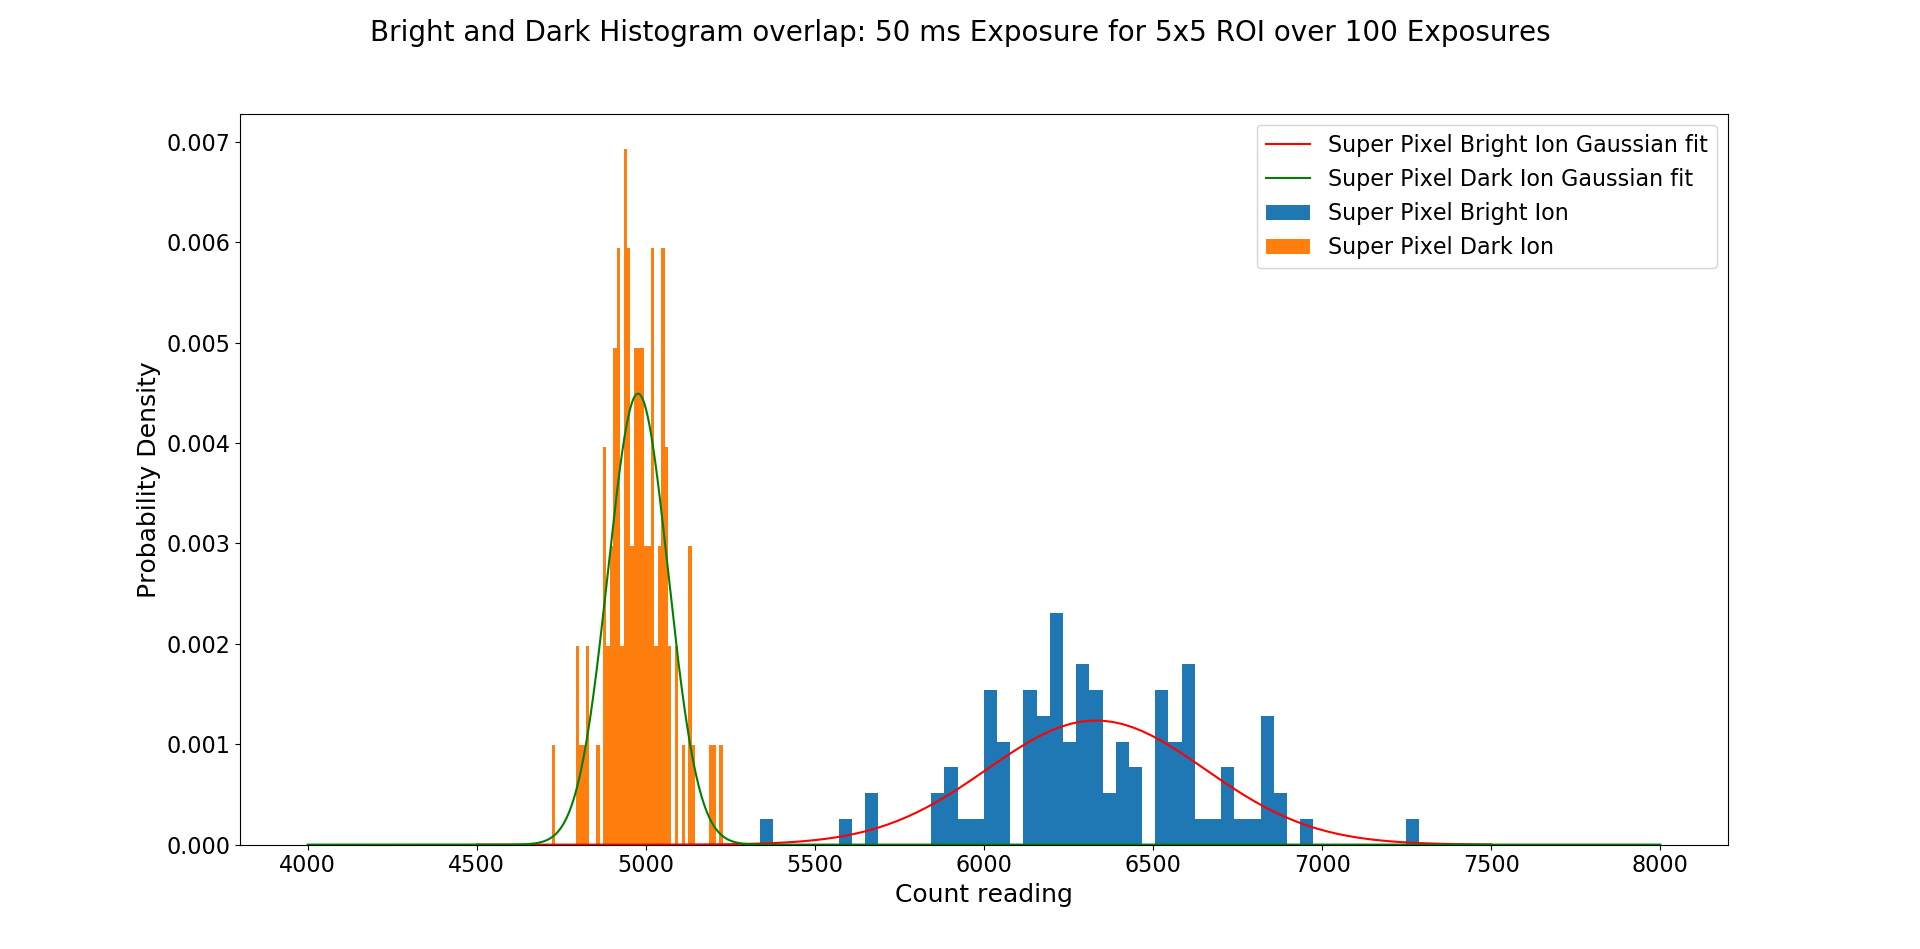 Bright and Dark Histogram overlap: 50 ms Exposure for 5x5 ROI over 100 Exposures
Super Pixel Bright Ion Gaussian fit
Super Pixel Dark Ion Gaussian fit
Super Pixel Bright Ion
Super Pixel Dark Ion
Probability Density
0.007
0.006
0.005
0.004
0.003
0.002
0.001
0.000
4000 4500 5000 5500 6000 6500 7000 7500 8000
Count reading